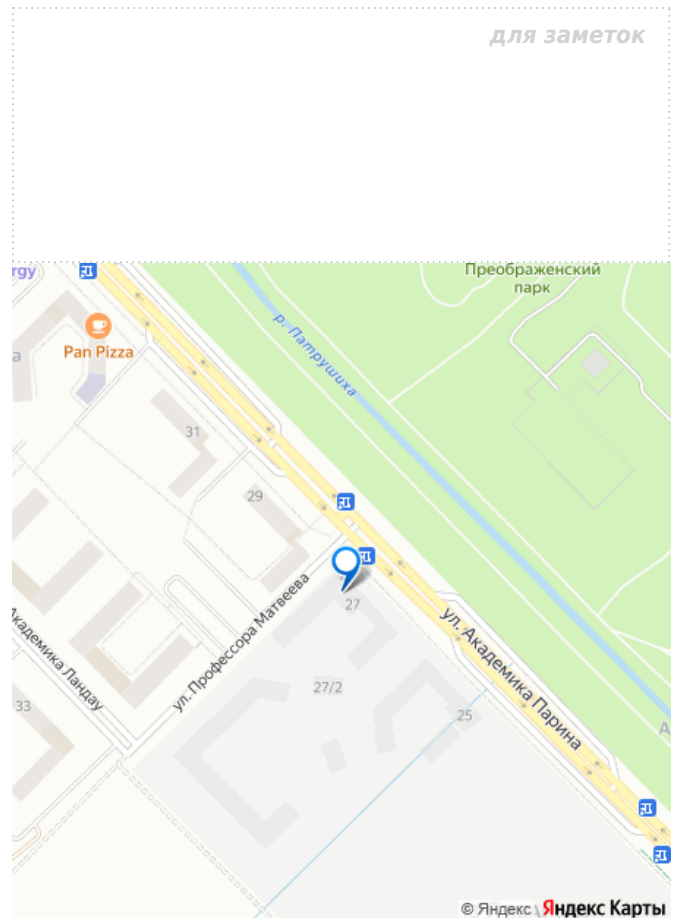 для заметок
rgy
Преображенский
парк
р. Патрушиха
Pan Pizza
а
31
29
27
ул. Профессора Матвеева
Академика Ландау
ул. Академика Парина
27/2
33
25
А
© Яндекс Яндекс Карты